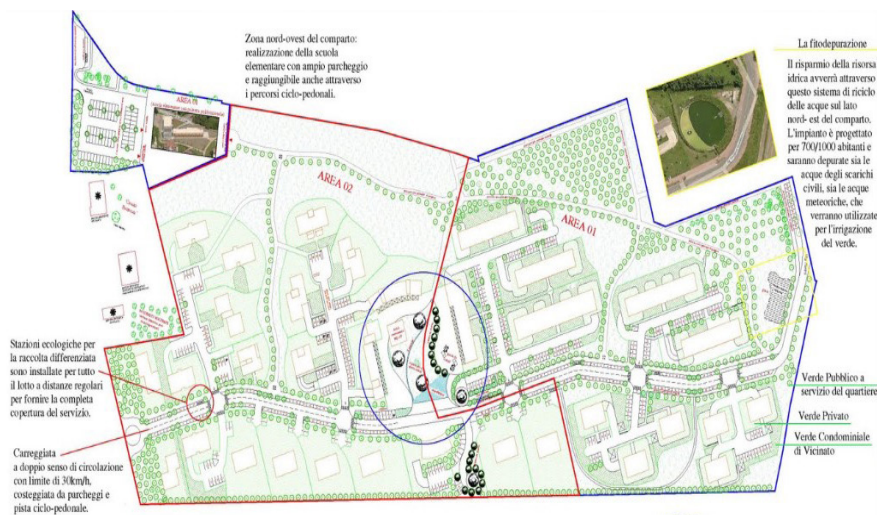 Zona nord-ovest del comparto:
realizzazione della scuola
elementare con ampio parcheggio
e raggiungibile anche attraverso
i percorsi ciclo-pedonali.
La fitodepurazione
Il risparmio della risorsa
idrica avverrà attraverso
questo sistema di riciclo
delle acque sul lato
nord- est del comparto.
L'impianto è progettato
per 700/1000 abitanti e
saranno depurate sia le
acque degli scarichi
civili, sia le acque
meteoriche, che
verranno utilizzate
per l'irrigazione
del verde.
AREA 02
AREA 01
Stazioni ecologiche per
la raccolta differenziata
sono installate per tutto
il lotto a distanze regolari
per fornire la completa
copertura del servizio.
Carreggiata
a doppio senso di circolazione
con limite di 30km/h,
costeggiata da parcheggi e
pista ciclo-pedonale.
Verde Pubblico a
servizio del quartiere
Verde Privato
Verde Condominiale
di Vicinato